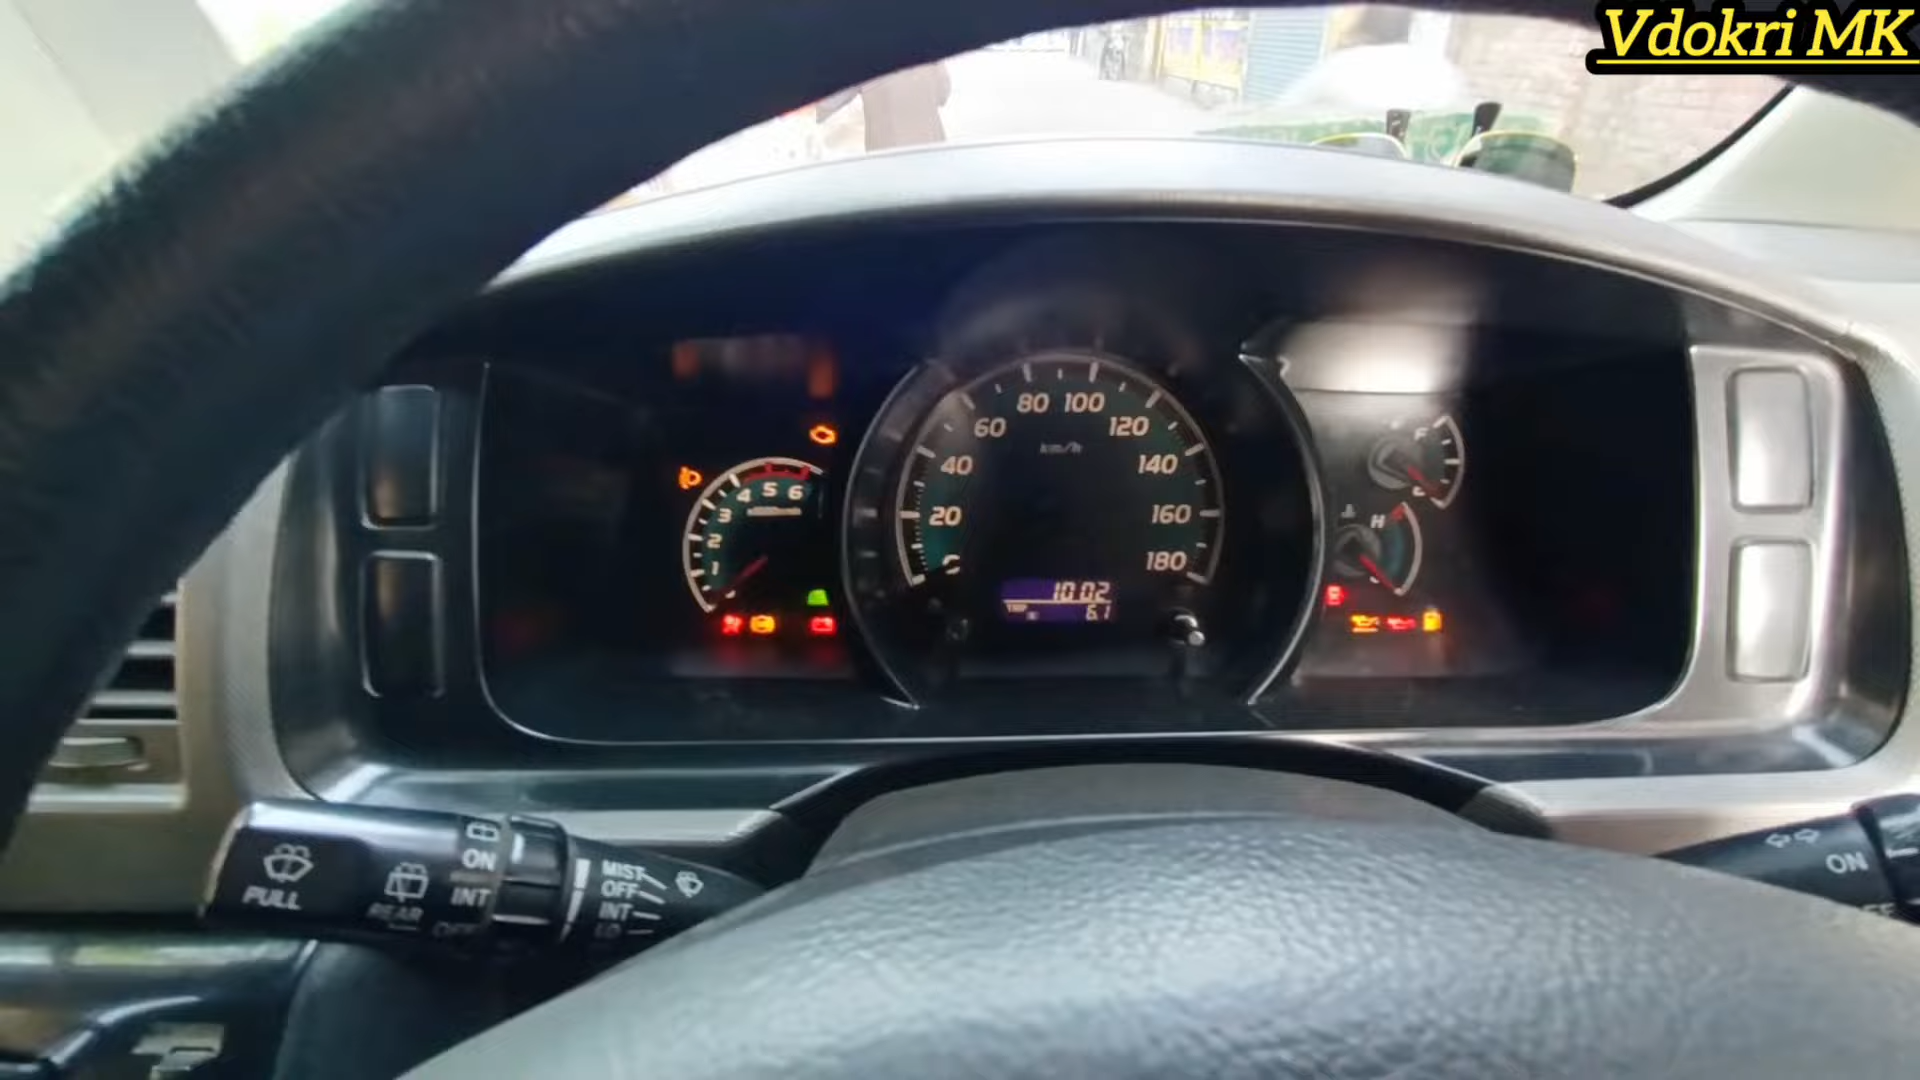 Vdokri MK
80 100
60 120
km/h
40 140
4 5 6
3
20 160
2
H
1
180
10:02
TRIP
6.1
F
ON
MIST
PULL
INT
OFF
REAR
INT
LO
ON